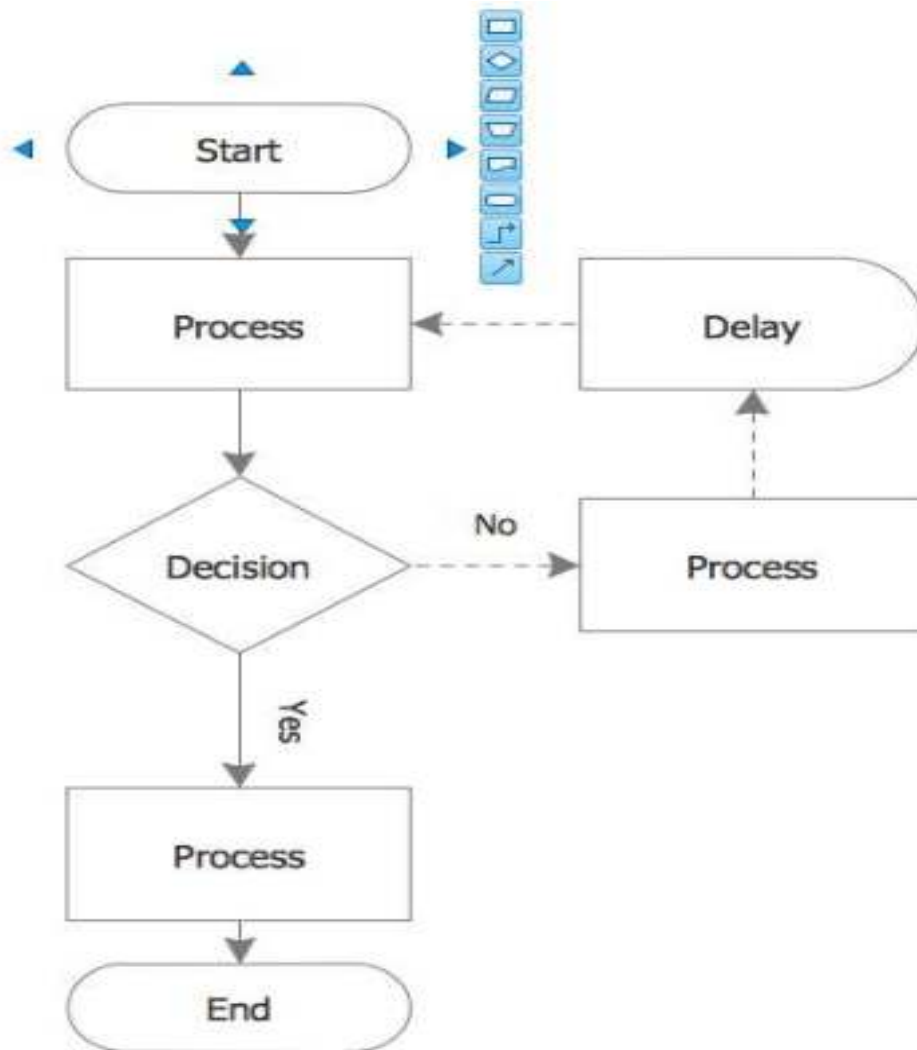 Start
Process
Delay
No
Decision
Process
Yes
Process
End